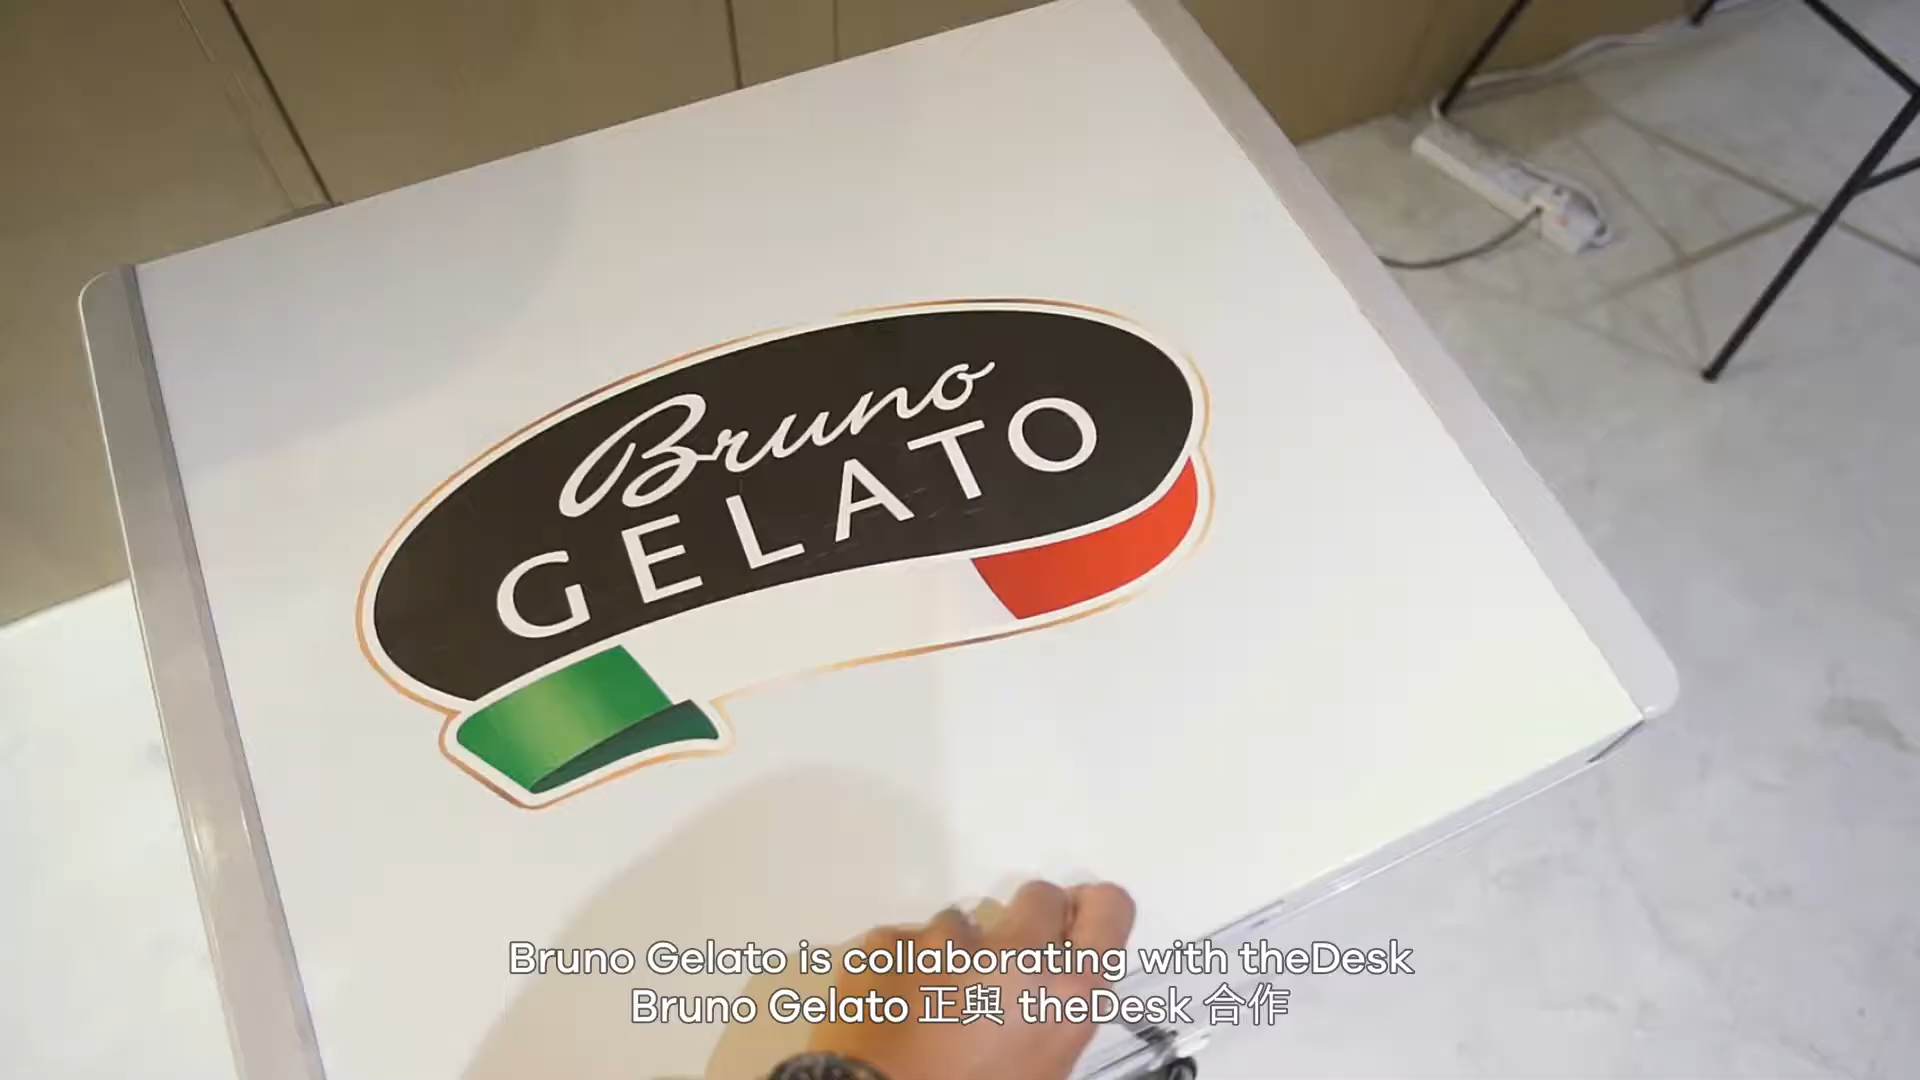 Bruno
GELATO
Bruno Gelato is collaborating with theDesk
Bruno Gelato 正與 theDesk 合作